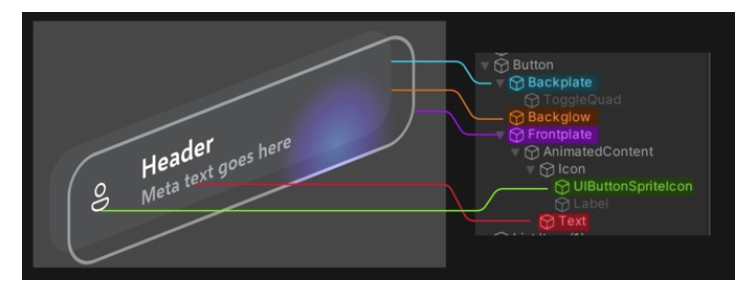 Header
Meta text goes here
Button
Backplate
ToggleQuad
Backglow
Frontplate
AnimatedContent
Icon
UIButtonSpriteIcon
Label
Text